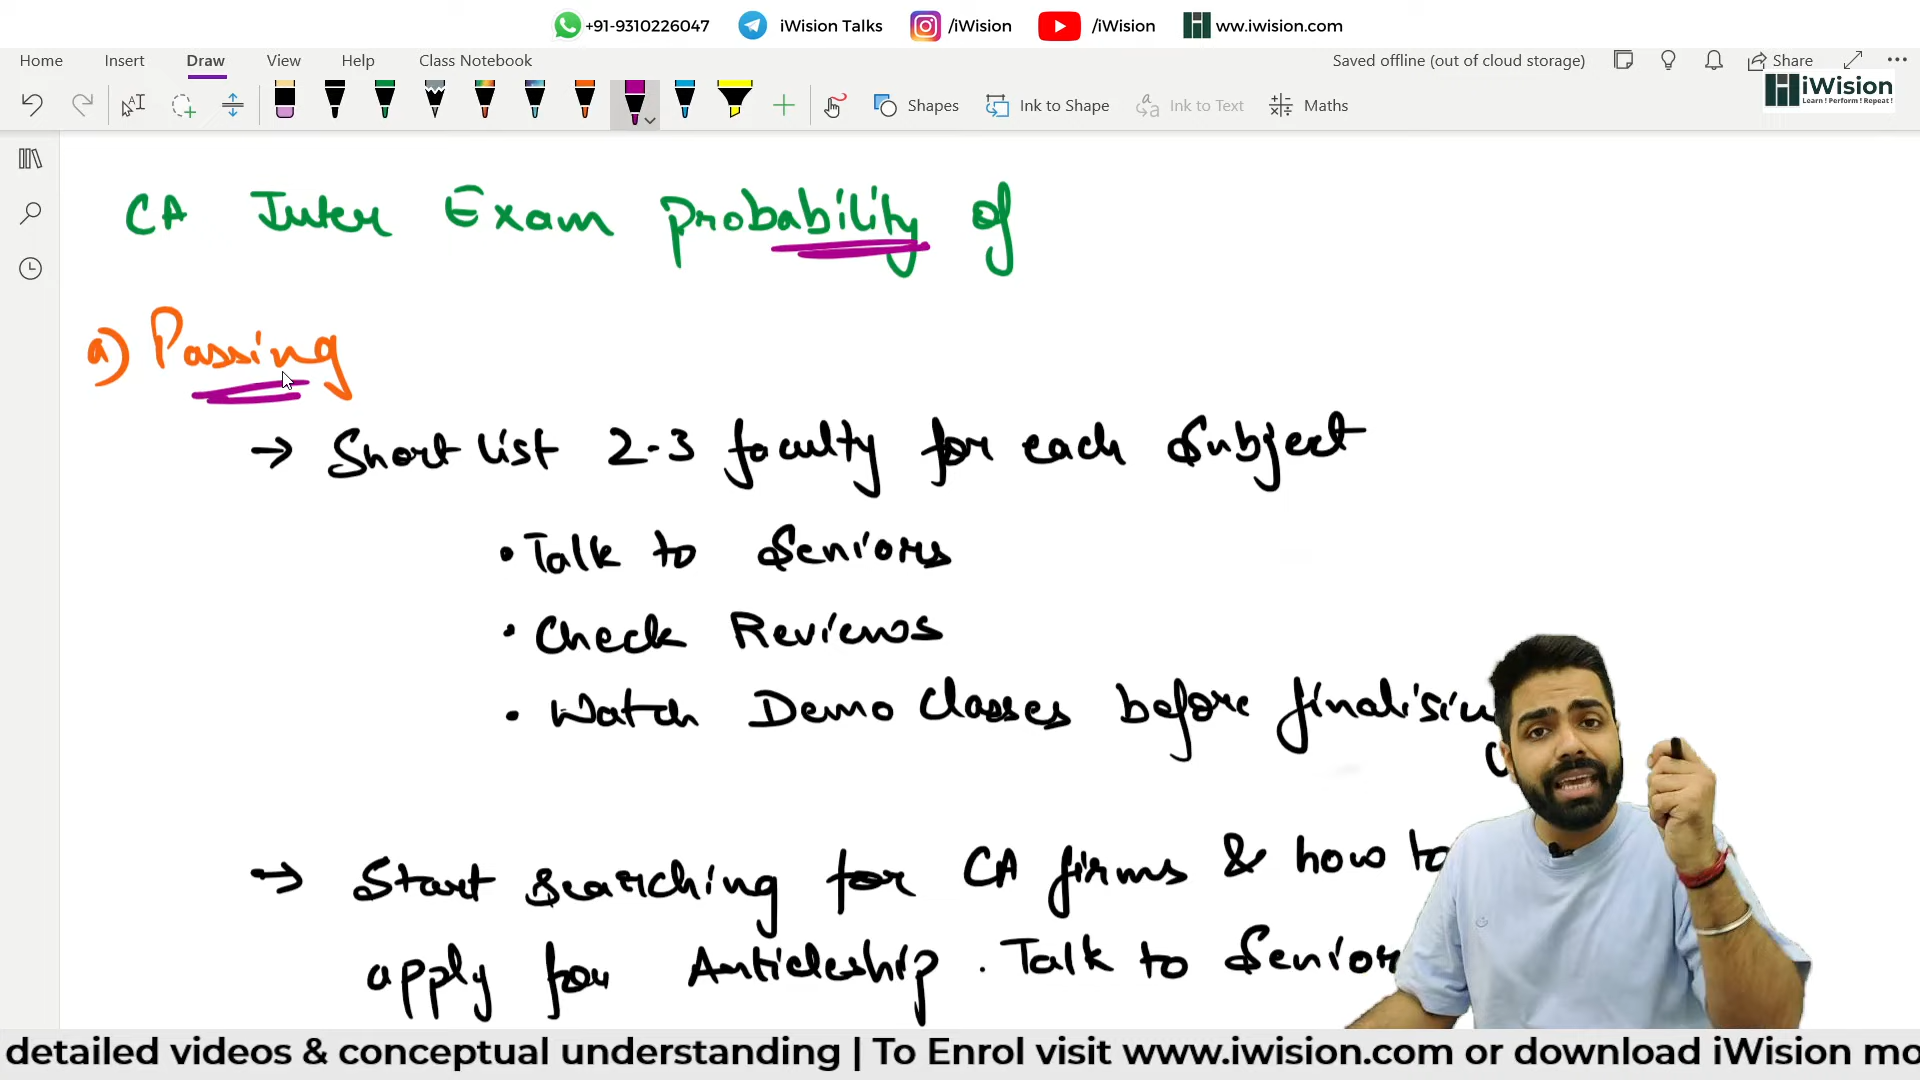 +91-9310226047 iWision Talks /iWision /iWision ww.iwision.com
Home Insert Draw View Help Class Notebook Saved offline (out of cloud storage) Share
Shapes Ink to Shape Ink to Text Maths
iWision
Learn ! Perform ! Repeat !
CA Inter Exam probability of
a) Passing
→ Short list 2-3 faculty for each Subject
• Talk to Seniors
• Check Reviews
• Watch Demo Classes before finalising
→ Start searching for CA firms & how to
apply for Articleship . Talk to Senior
detailed videos & conceptual understanding | To Enrol visit www.iwision.com or download iWision mo